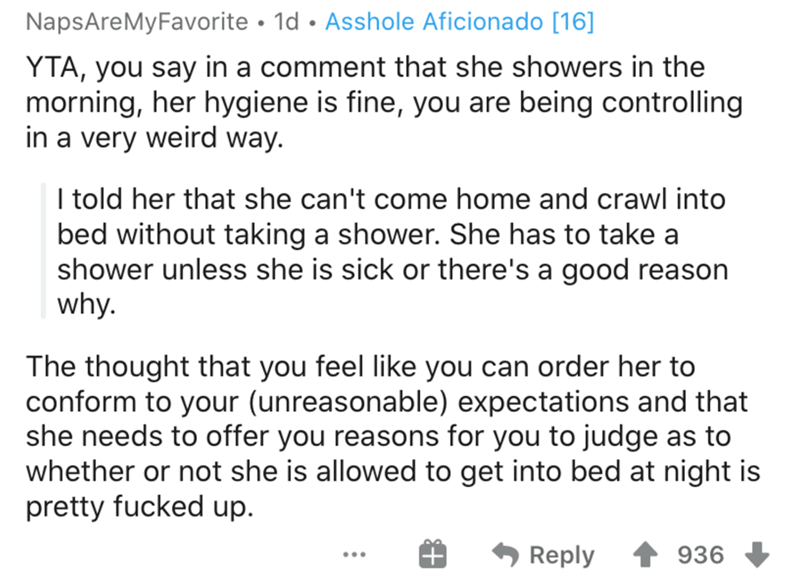 NapsAreMyFavorite • 1d • Asshole Aficionado [16]
YTA, you say in a comment that she showers in the
morning, her hygiene is fine, you are being controlling
in a very weird way.
I told her that she can't come home and crawl into
bed without taking a shower. She has to take a
shower unless she is sick or there's a good reason
why.
The thought that you feel like you can order her to
conform to your (unreasonable) expectations and that
she needs to offer you reasons for you to judge as to
whether or not she is allowed to get into bed at night is
pretty fucked up.
... Reply 936